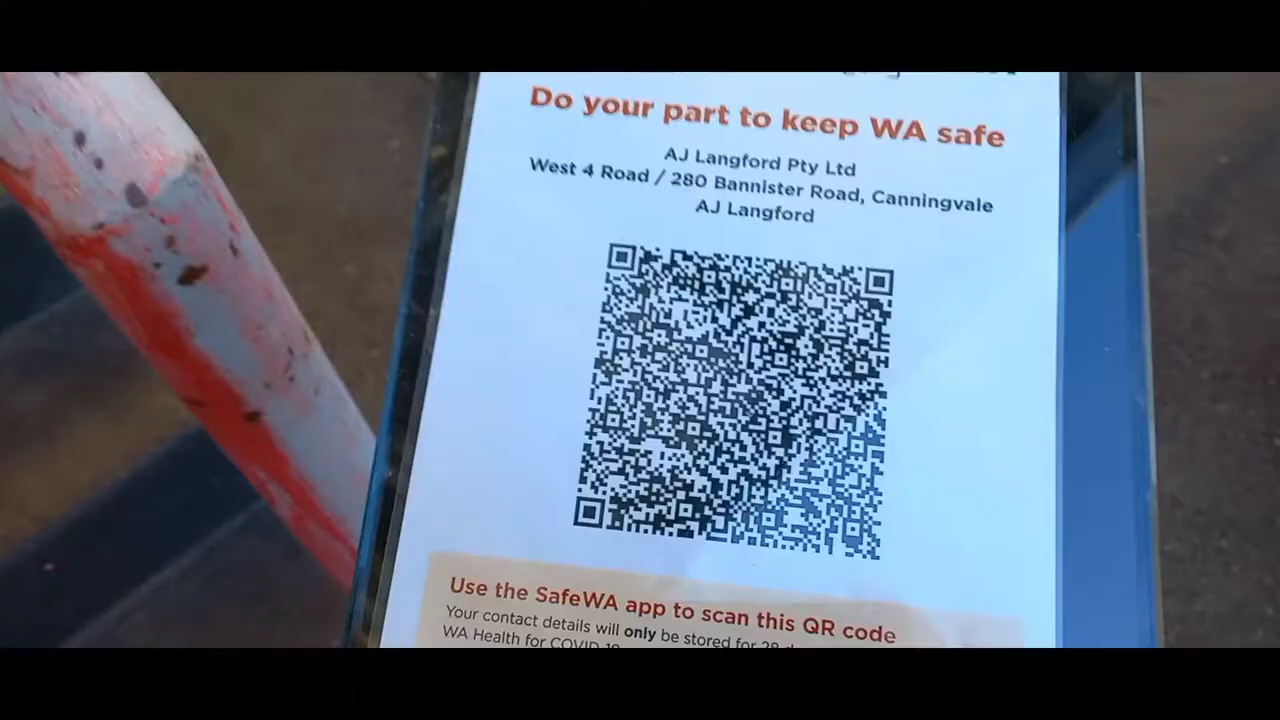 Do your part to keep WA safe
AJ Langford Pty Ltd
West 4 Road / 280 Bannister Road, Canningvale
AJ Langford
Use the SafeWA app to scan this QR code
Your contact details will only be stored for 28
WA Health for COVID-19